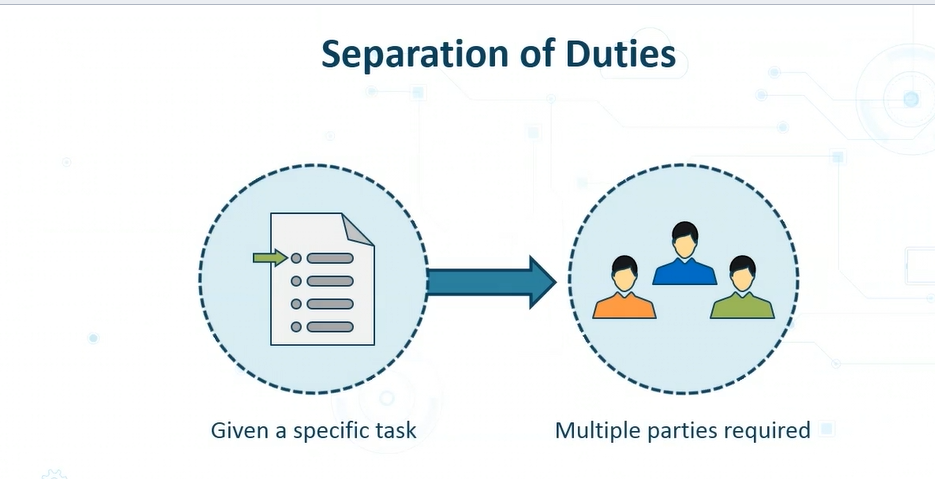 Separation of Duties
Given a specific task
Multiple parties required